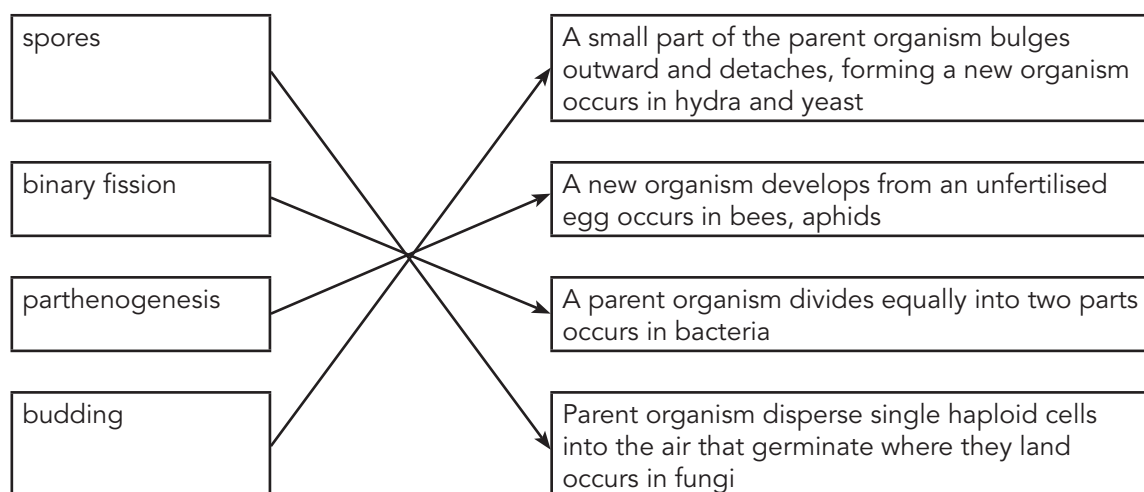 spores
A small part of the parent organism bulges
outward and detaches, forming a new organism
occurs in hydra and yeast
binary fission
A new organism develops from an unfertilised
egg occurs in bees, aphids
parthenogenesis
A parent organism divides equally into two parts
occurs in bacteria
budding
Parent organism disperse single haploid cells
into the air that germinate where they land
occurs in fungi